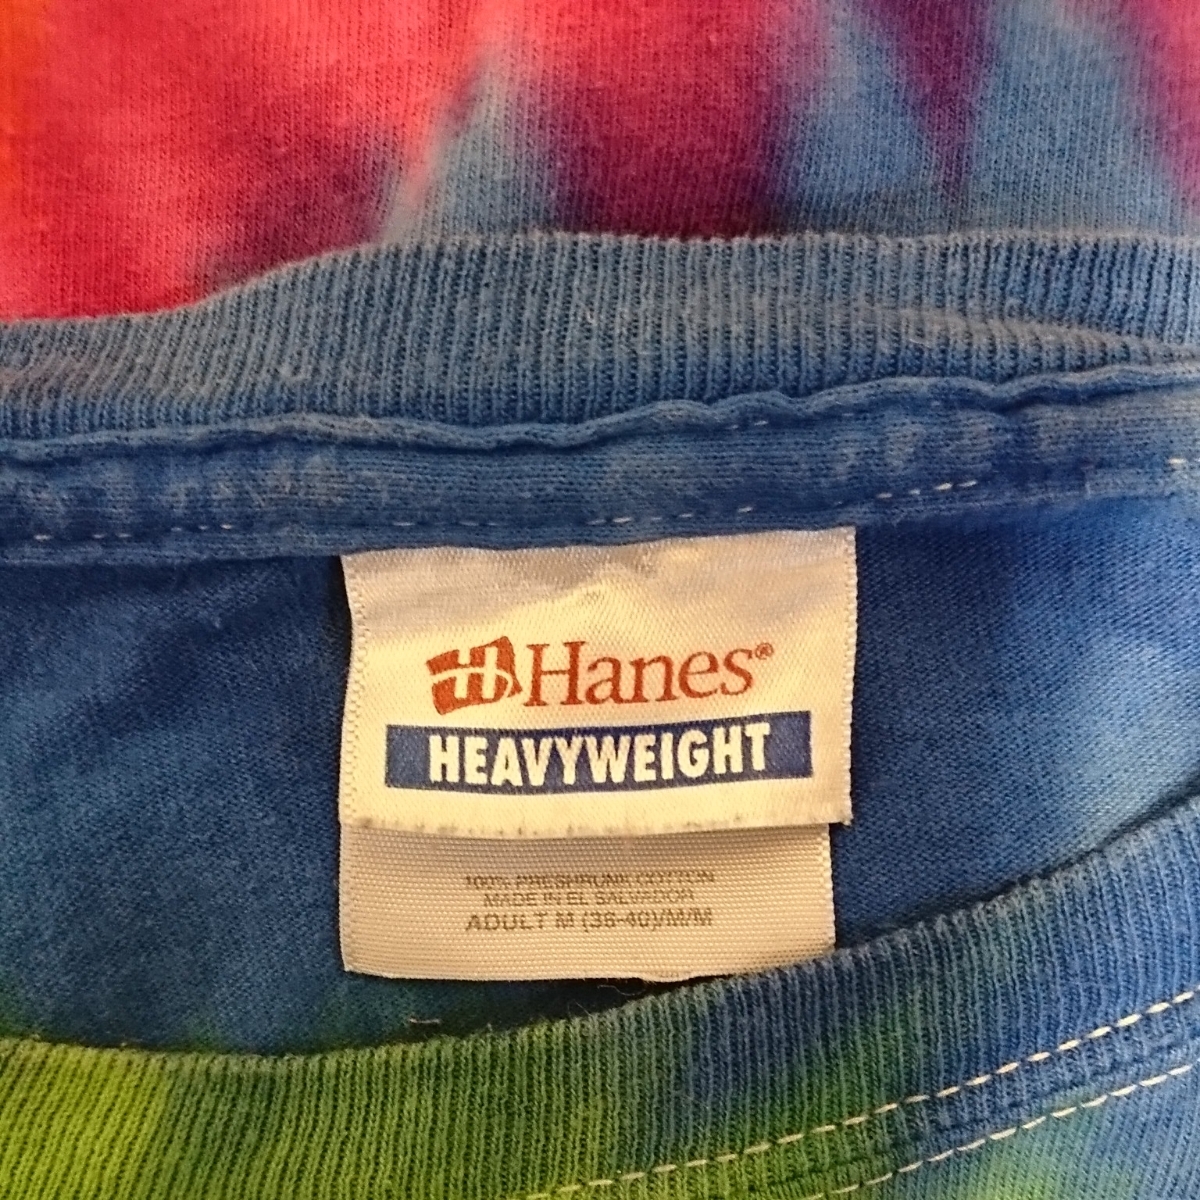 Hanes®
HEAVYWEIGHT
100% PRESHRUNK COTTON
MADE IN EL SALVADOR
ADULT M (38-40)/M/M